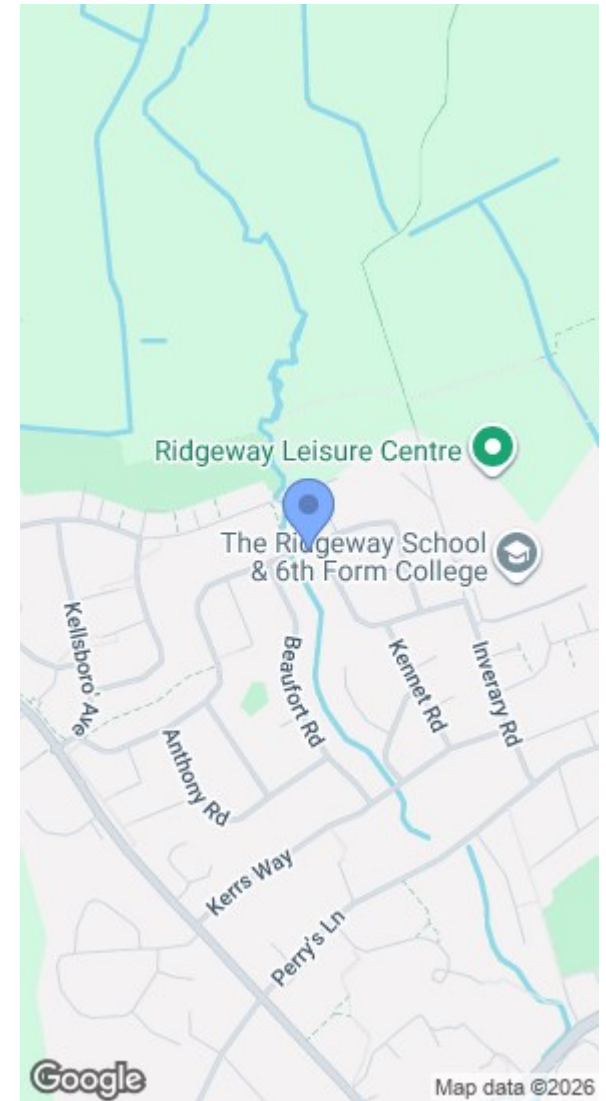 Ridgeway Leisure Centre
The Ridgeway School
& 6th Form College
Kellsboro' Ave
Beaufort Rd
Kennet Rd
Inverary Rd
Anthony Rd
Kerrs Way
Perry's Ln
Google
Map data ©2026